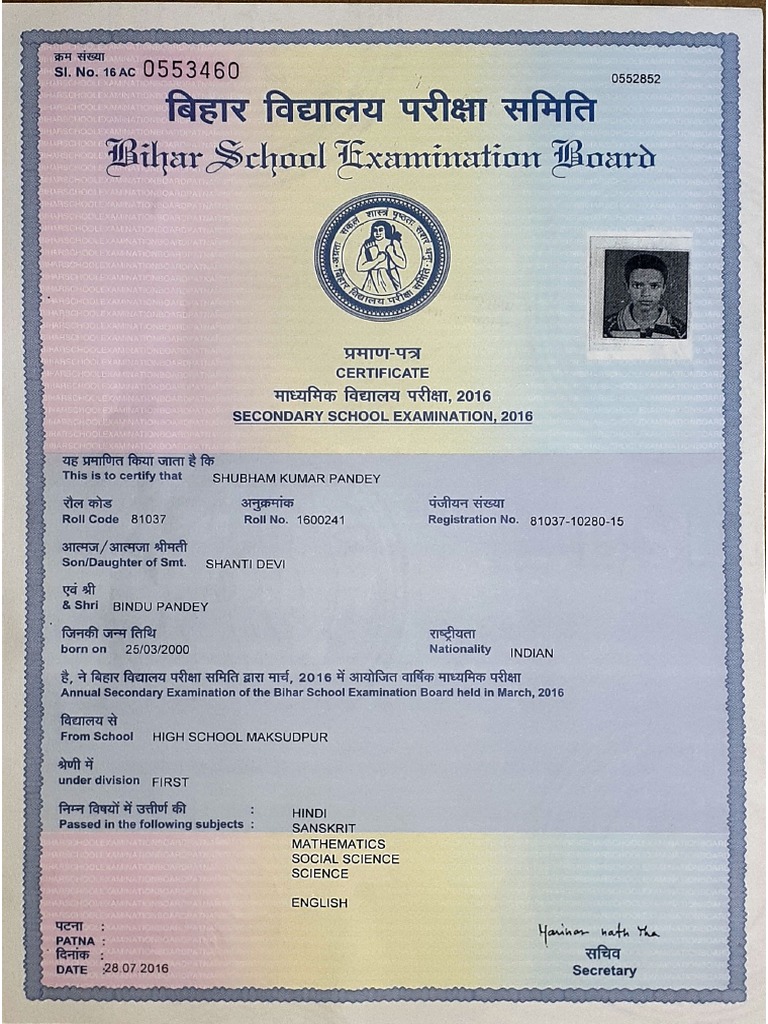 क्रम संख्या
Sl. No. 16 AC 0553460
0552852
बिहार विद्यालय परीक्षा समिति
Bihar School Examination Board
बिहार विद्यालय परीक्षा समिति
प्रमाण-पत्र
CERTIFICATE
माध्यमिक विद्यालय परीक्षा, 2016
SECONDARY SCHOOL EXAMINATION, 2016
यह प्रमाणित किया जाता है कि
This is to certify that SHUBHAM KUMAR PANDEY
रौल कोड अनुक्रमांक पंजीयन संख्या
Roll Code 81037 Roll No. 1600241 Registration No. 81037-10280-15
आत्मज/आत्मजा श्रीमती
Son/Daughter of Smt. SHANTI DEVI
एवं श्री
& Shri BINDU PANDEY
जिनकी जन्म तिथि राष्ट्रीयता
born on 25/03/2000 Nationality INDIAN
है, ने बिहार विद्यालय परीक्षा समिति द्वारा मार्च, 2016 में आयोजित वार्षिक माध्यमिक परीक्षा
Annual Secondary Examination of the Bihar School Examination Board held in March, 2016
विद्यालय से
From School HIGH SCHOOL MAKSUDPUR
श्रेणी में
under division FIRST
निम्न विषयों में उत्तीर्ण की :
Passed in the following subjects :
HINDI
SANSKRIT
MATHEMATICS
SOCIAL SCIENCE
SCIENCE
ENGLISH
पटना :
PATNA :
दिनांक :
DATE :28.07.2016
सचिव
Secretary